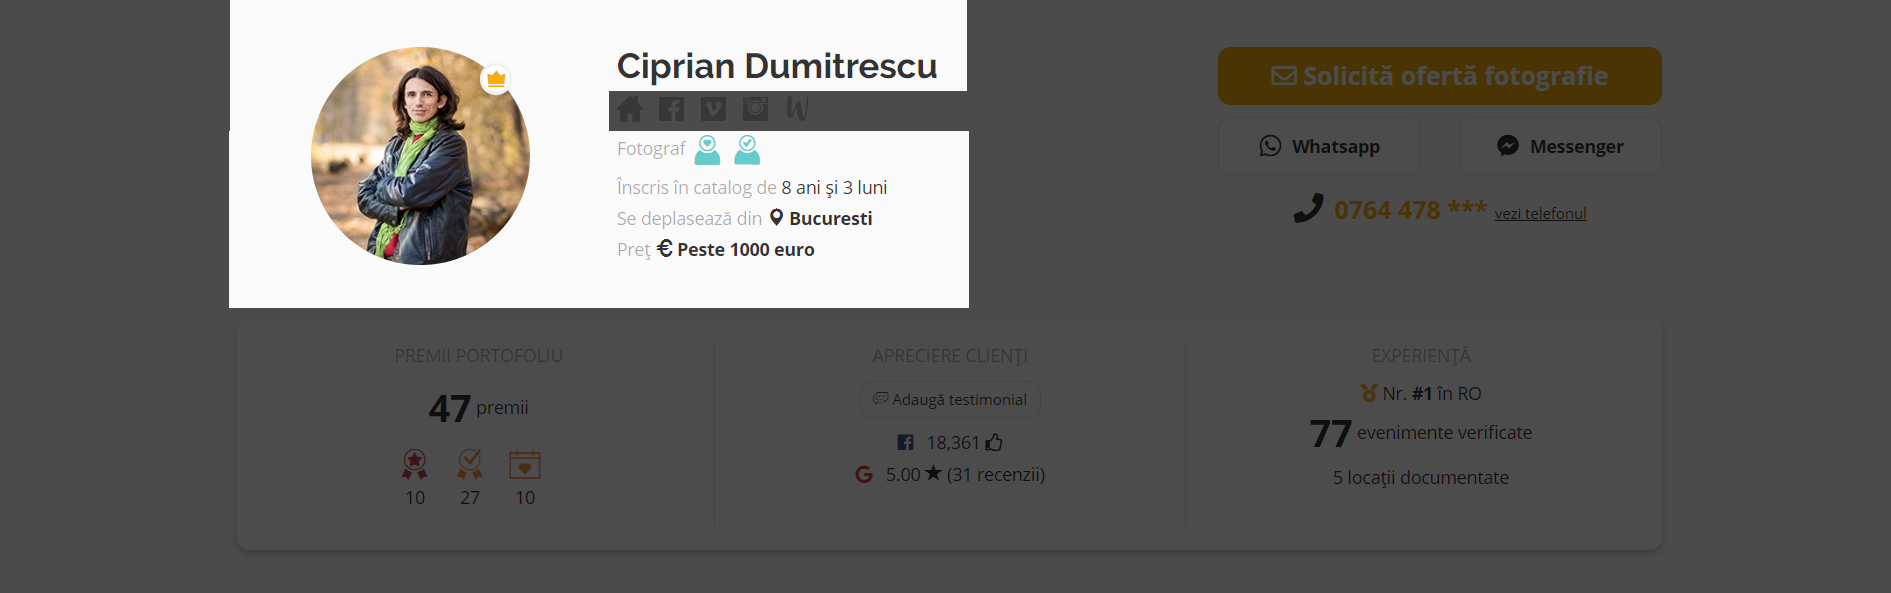 Ciprian Dumitrescu
Fotograf
Înscris în catalog de 8 ani și 3 luni
Se deplasează din Bucuresti
Preț € Peste 1000 euro
Solicită ofertă fotografie
Whatsapp
Messenger
0764 478 *** vezi telefonul
PREMII PORTOFOLIU
47 premii
10 27 10
APRECIERE CLIENȚI
Adaugă testimonial
18,361
5.00 ★ (31 recenzii)
EXPERIENȚĂ
Nr. #1 în RO
77 evenimente verificate
5 locații documentate